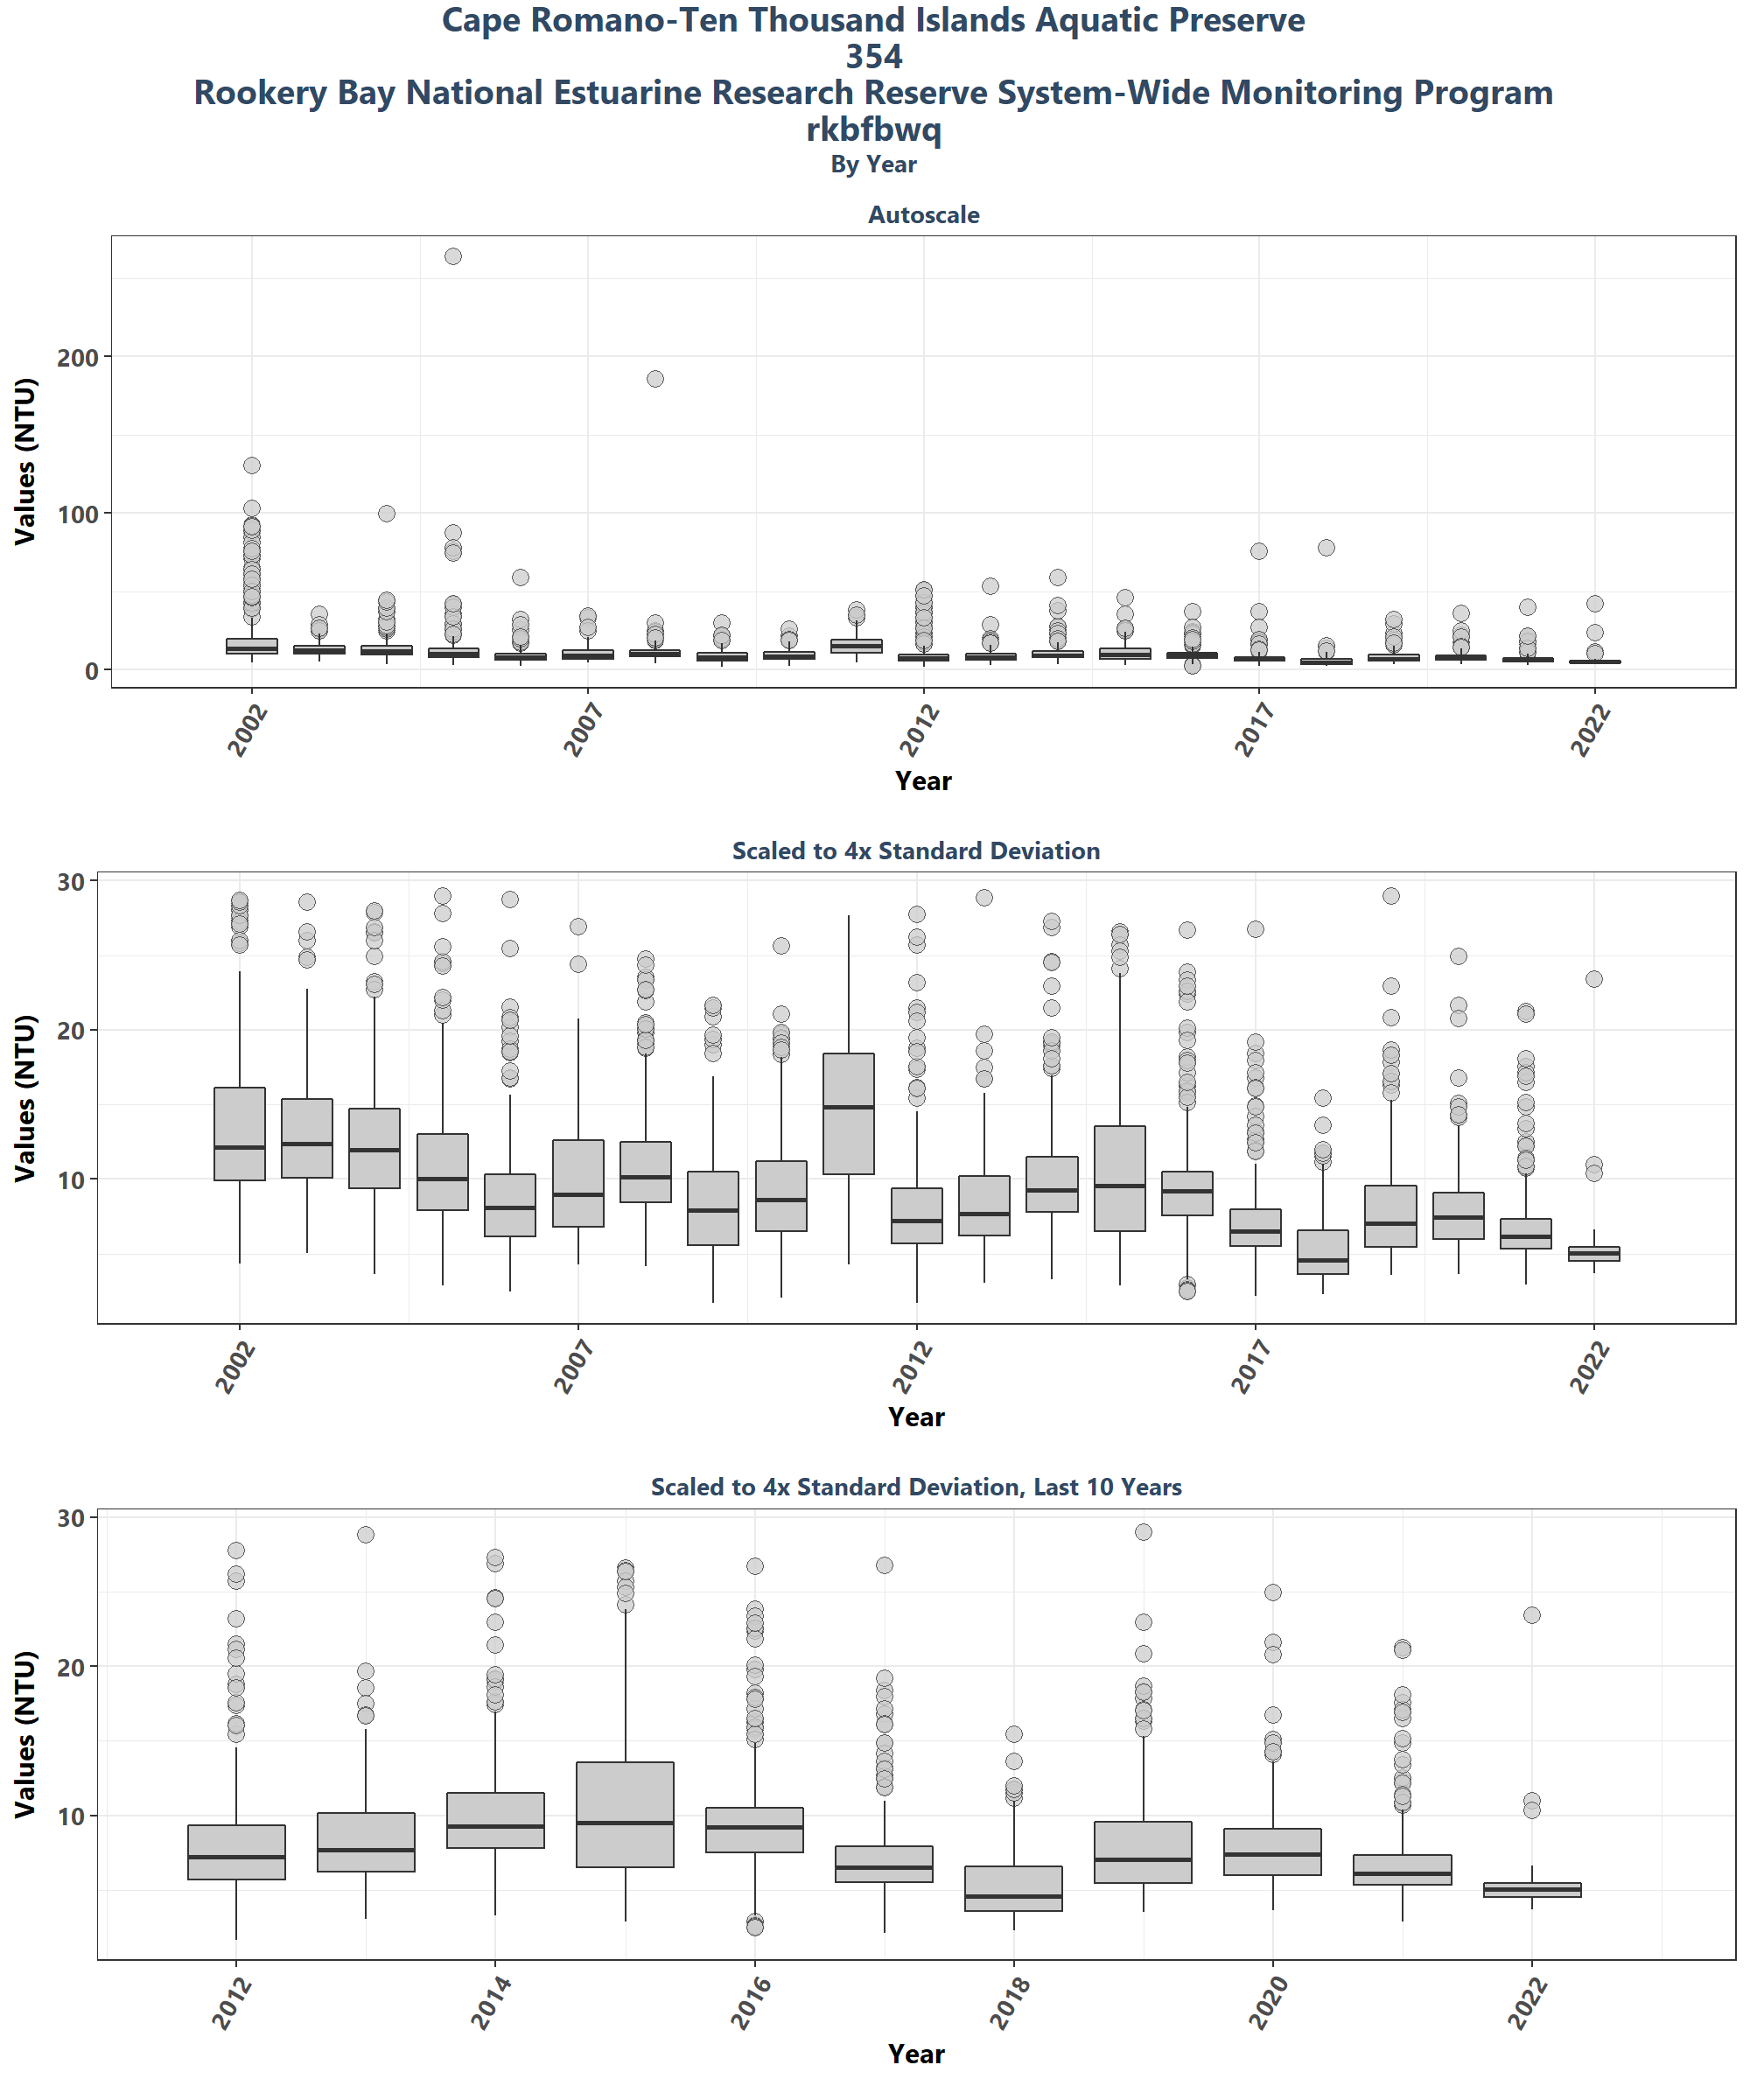 Cape Romano-Ten Thousand Islands Aquatic Preserve
354
Rookery Bay National Estuarine Research Reserve System-Wide Monitoring Program
rkbfbwq
By Year
Autoscale
Values (NTU)
200
100
0
2002
2007
2012
2017
2022
Year
Scaled to 4x Standard Deviation
Values (NTU)
30
20
10
2002
2007
2012
2017
2022
Year
Scaled to 4x Standard Deviation, Last 10 Years
Values (NTU)
30
20
10
2012
2014
2016
2018
2020
2022
Year